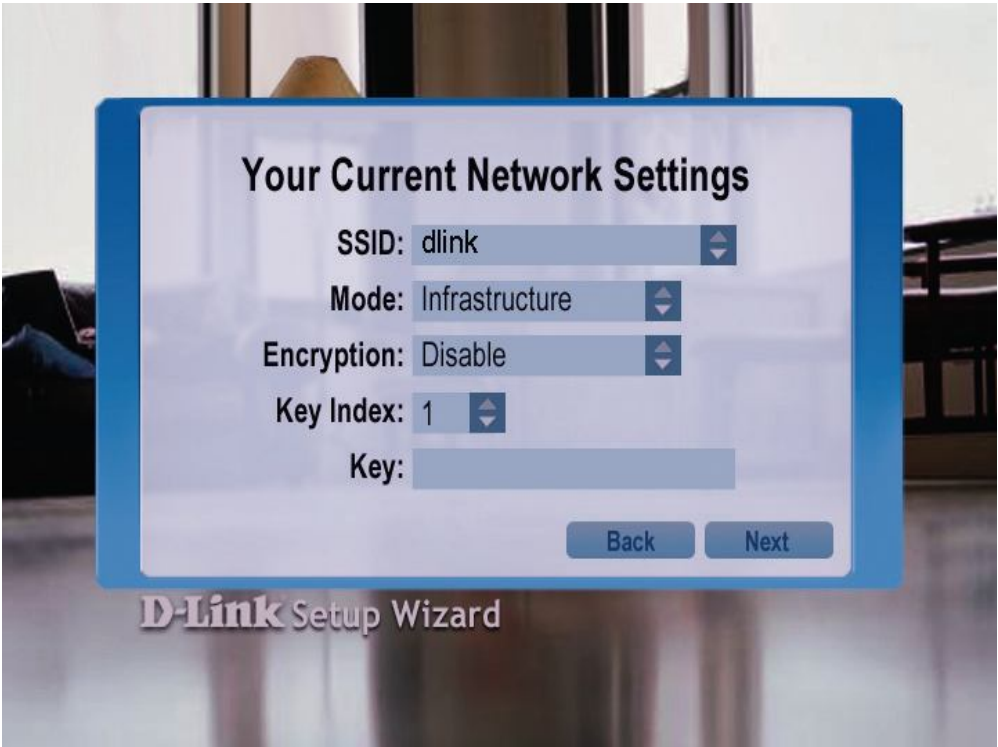 Your Current Network Settings
SSID: dlink
Mode: Infrastructure
Encryption: Disable
Key Index: 1
Key:
Back Next
D-Link Setup Wizard